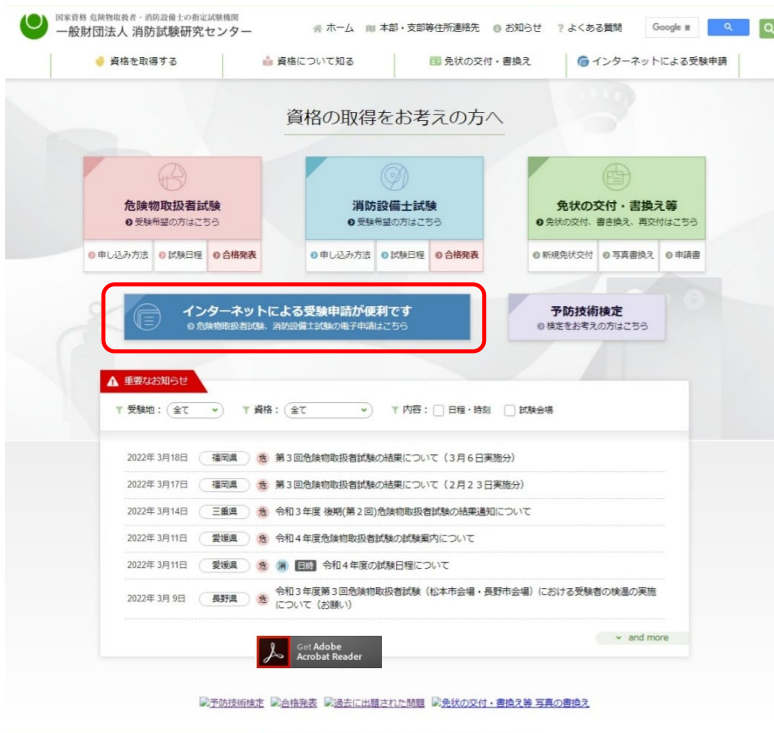 国家資格 危険物取扱者・消防設備士の指定試験機関
一般財団法人 消防試験研究センター
ホーム 本部・支部等住所連絡先 お知らせ ? よくある質問 Google
資格を取得する 資格について知る 免状の交付・書換え インターネットによる受験申請
資格の取得をお考えの方へ
危険物取扱者試験
受験希望の方はこちら
申し込み方法 試験日程 合格発表
消防設備士試験
受験希望の方はこちら
申し込み方法 試験日程 合格発表
免状の交付・書換え等
免状の交付、書き換え、再交付はこちら
新規免状交付 写真書換え 申請書
インターネットによる受験申請が便利です
危険物取扱者試験、消防設備士試験の電子申請はこちら
予防技術検定
検定をお考えの方はこちら
重要なお知らせ
受験地: 全て 資格: 全て 内容: 日程・時刻 試験会場
2022年 3月18日 福岡県 危 第3回危険物取扱者試験の結果について(3月6日実施分)
2022年 3月17日 福岡県 危 第3回危険物取扱者試験の結果について(2月23日実施分)
2022年 3月14日 三重県 危 令和3年度 後期(第2回)危険物取扱者試験の結果通知について
2022年 3月11日 愛媛県 危 令和4年度危険物取扱者試験の試験案内について
2022年 3月11日 愛媛県 危 消 日時 令和4年度の試験日程について
2022年 3月 9日 長野県 危 令和3年度第3回危険物取扱者試験(松本市会場・長野市会場)における受験者の検温の実施
について(お願い)
and more
Get Adobe
Acrobat Reader
予防技術検定 合格発表 過去に出題された問題 免状の交付・書換え等 写真の書換え